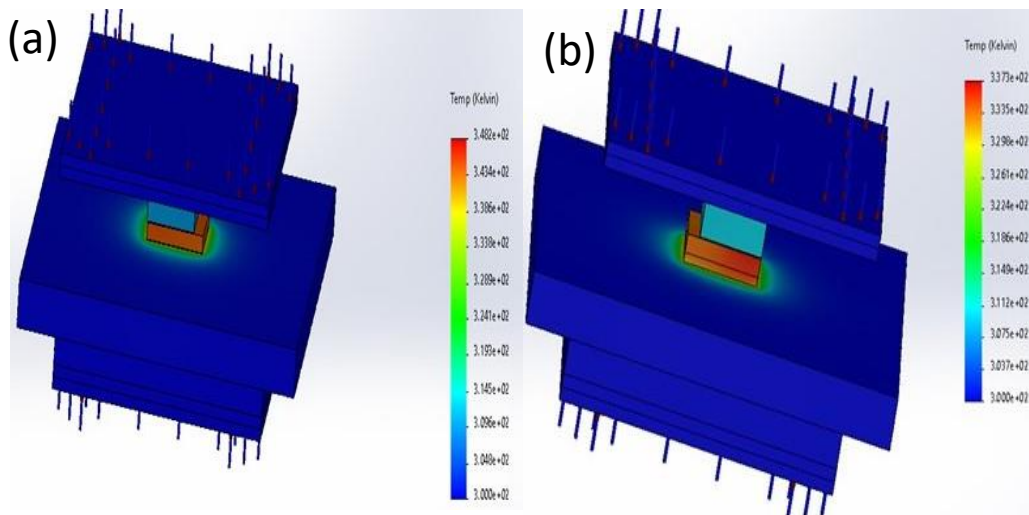 (a)
Temp (Kelvin)
3.482e+02
3.434e+02
3.386e+02
3.338e+02
3.289e+02
3.241e+02
3.193e+02
3.145e+02
3.096e+02
3.048e+02
3.000e+02
(b)
Temp (Kelvin)
3.373e+02
3.335e+02
3.298e+02
3.261e+02
3.224e+02
3.186e+02
3.149e+02
3.112e+02
3.075e+02
3.037e+02
3.000e+02